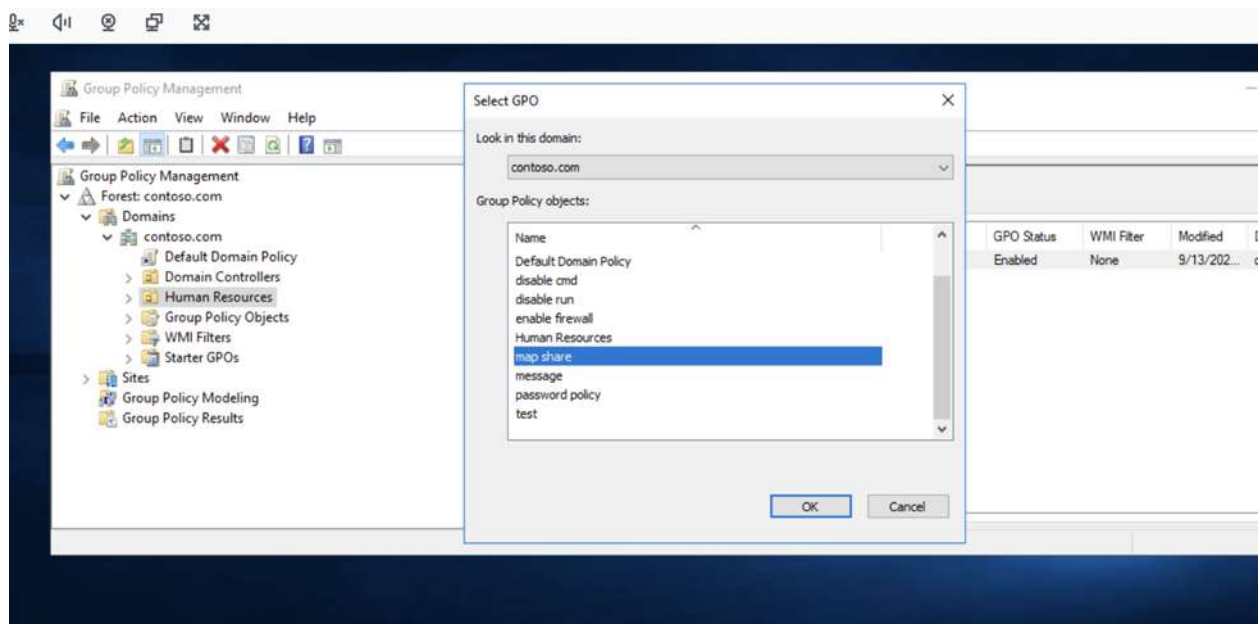 Group Policy Management
File Action View Window Help
Group Policy Management
Forest: contoso.com
Domains
contoso.com
Default Domain Policy
Domain Controllers
Human Resources
Group Policy Objects
WMI Filters
Starter GPOs
Sites
Group Policy Modeling
Group Policy Results
Select GPO
Look in this domain:
contoso.com
Group Policy objects:
Name
Default Domain Policy
disable cmd
disable run
enable firewall
Human Resources
map share
message
password policy
test
OK Cancel
GPO Status WMI Filter Modified
Enabled None 9/13/202...